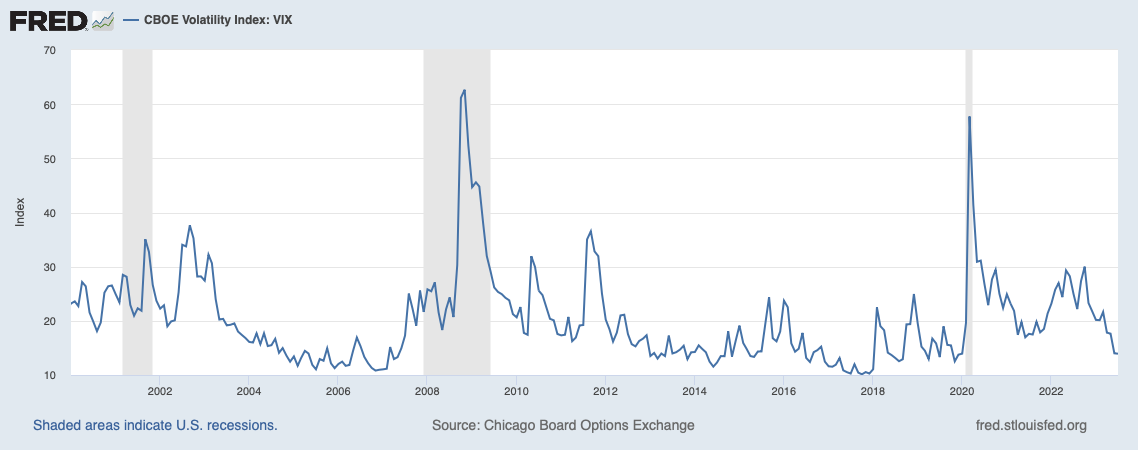 FRED
CBOE Volatility Index: VIX
70
60
50
40
30
20
10
Index
2002 2004 2006 2008 2010 2012 2014 2016 2018 2020 2022
Shaded areas indicate U.S. recessions. Source: Chicago Board Options Exchange fred.stlouisfed.org